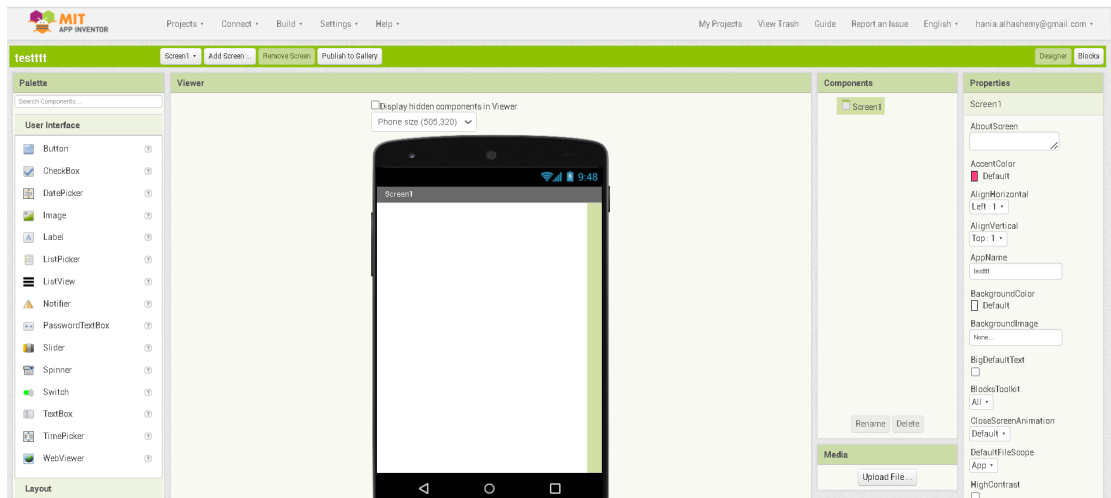 MIT
APP INVENTOR
Projects Connect Build Settings Help My Projects View Trash Guide Report an Issue English hania.alhashemy@gmail.com
testttt
Screen1 Add Screen ... Remove Screen Publish to Gallery Designer Blocks
Palette
Search Components...
User Interface
Button
CheckBox
DatePicker
Image
Label
ListPicker
ListView
Notifier
PasswordTextBox
Slider
Spinner
Switch
TextBox
TimePicker
WebViewer
Layout
Viewer
Display hidden components in Viewer
Phone size (505,320)
9:48
Screen1
Components
Screen1
Rename Delete
Media
Upload File ...
Properties
Screen1
AboutScreen
AccentColor
Default
AlignHorizontal
Left : 1
AlignVertical
Top : 1
AppName
testttt
BackgroundColor
Default
BackgroundImage
None...
BigDefaultText
BlocksToolkit
All
CloseScreenAnimation
Default
DefaultFileScope
App
HighContrast